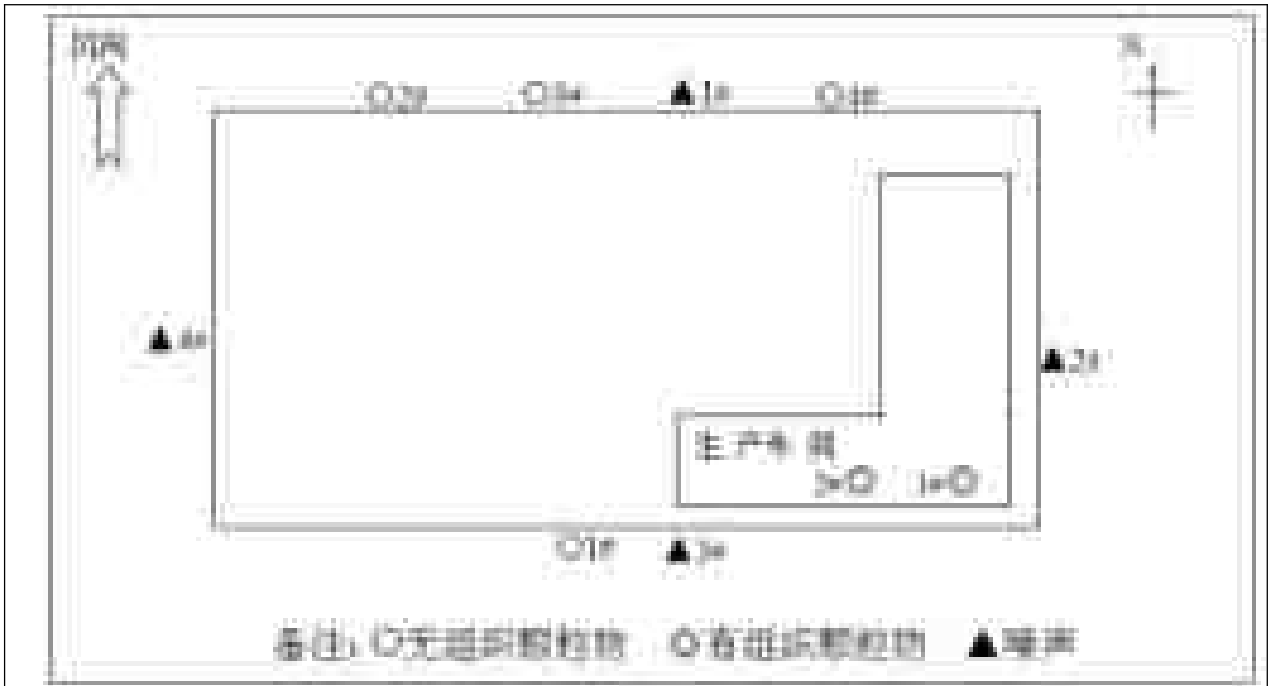 风向 北
○2# ○3# ▲1# ○4#
▲4#
▲2#
生产车间
2#◎ 1#◎
○1# ▲3#
备注: ○无组织颗粒物 ◎有组织颗粒物 ▲噪声